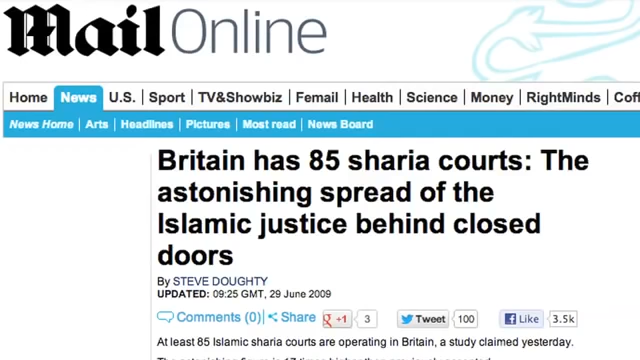 Mail Online
Home News U.S. Sport TV&Showbiz Femail Health Science Money RightMinds Coff
News Home Arts Headlines Pictures Most read News Board
Britain has 85 sharia courts: The
astonishing spread of the
Islamic justice behind closed
doors
By STEVE DOUGHTY
UPDATED: 09:25 GMT, 29 June 2009
Comments (0) Share +1 3 Tweet 100 Like 3.5k
At least 85 Islamic sharia courts are operating in Britain, a study claimed yesterday.